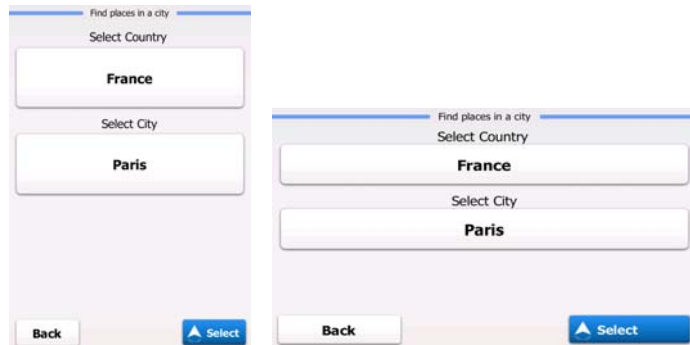 Find places in a city
Select Country
France
Select City
Paris
Back
Select
Find places in a city
Select Country
France
Select City
Paris
Back
Select